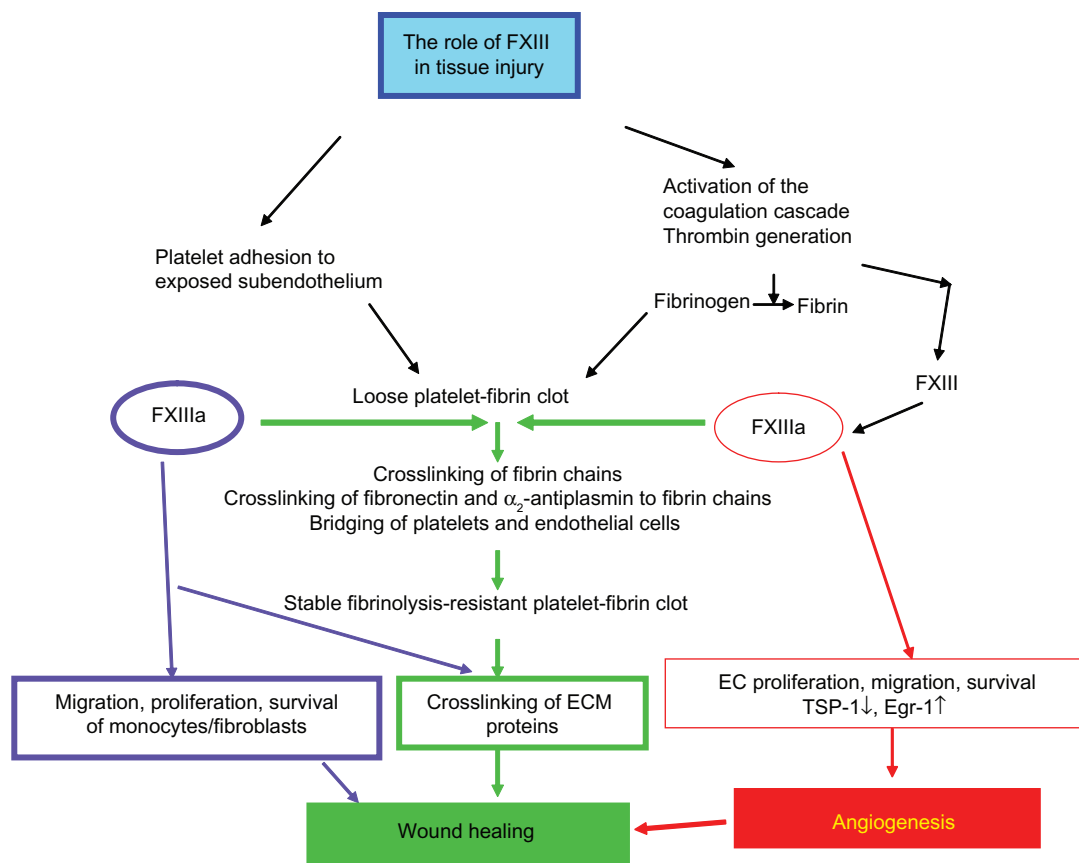 The role of FXIII
in tissue injury
Activation of the
coagulation cascade
Thrombin generation
Platelet adhesion to
exposed subendothelium
Fibrinogen
Fibrin
FXIII
Loose platelet-fibrin clot
FXIIIa
FXIIIa
Crosslinking of fibrin chains
Crosslinking of fibronectin and α₂-antiplasmin to fibrin chains
Bridging of platelets and endothelial cells
Stable fibrinolysis-resistant platelet-fibrin clot
Migration, proliferation, survival
of monocytes/fibroblasts
Crosslinking of ECM
proteins
EC proliferation, migration, survival
TSP-1↓, Egr-1↑
Wound healing
Angiogenesis